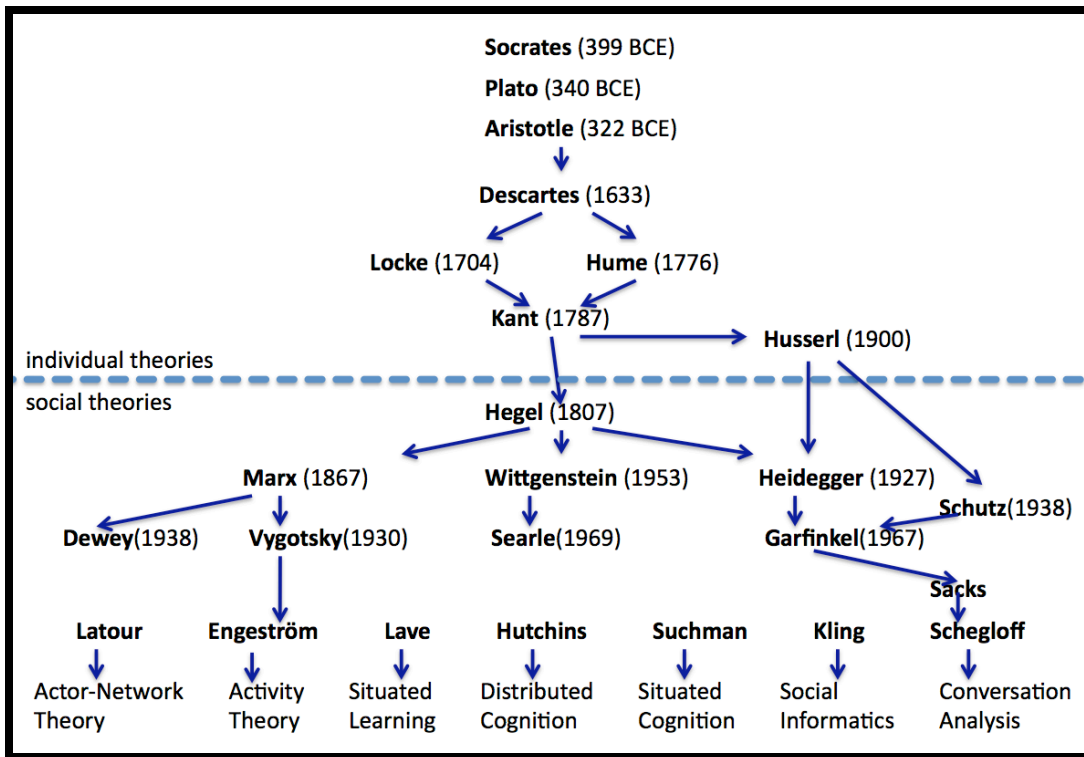 Socrates (399 BCE)
Plato (340 BCE)
Aristotle (322 BCE)
Descartes (1633)
Locke (1704) Hume (1776)
Kant (1787)
Husserl (1900)
individual theories
social theories
Hegel (1807)
Marx (1867) Wittgenstein (1953) Heidegger (1927)
Schutz(1938)
Dewey(1938) Vygotsky(1930) Searle(1969) Garfinkel(1967)
Sacks
Latour Engeström Lave Hutchins Suchman Kling Schegloff
Actor-Network Activity Situated Distributed Situated Social Conversation
Theory Theory Learning Cognition Cognition Informatics Analysis